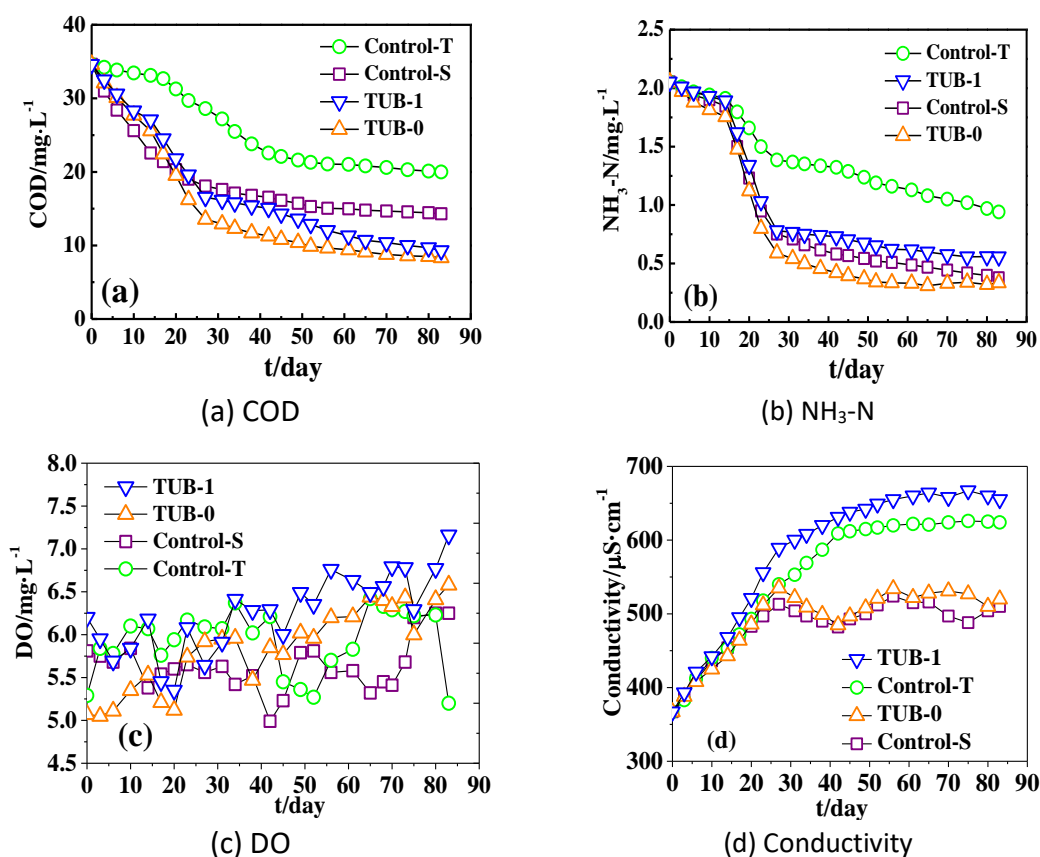 40
30
20
10
0
COD/mg·L⁻¹
Control-T
Control-S
TUB-1
TUB-0
(a)
0 10 20 30 40 50 60 70 80 90
t/day
(a) COD
2.5
2.0
1.5
1.0
0.5
0.0
NH₃-N/mg·L⁻¹
Control-T
TUB-1
Control-S
TUB-0
(b)
0 10 20 30 40 50 60 70 80 90
t/day
(b) NH₃-N
8.0
7.5
7.0
6.5
6.0
5.5
5.0
4.5
DO/mg·L⁻¹
TUB-1
TUB-0
Control-S
Control-T
(c)
0 10 20 30 40 50 60 70 80 90
t/day
(c) DO
700
600
500
400
300
Conductivity/μS·cm⁻¹
TUB-1
Control-T
TUB-0
Control-S
(d)
0 10 20 30 40 50 60 70 80 90
t/day
(d) Conductivity